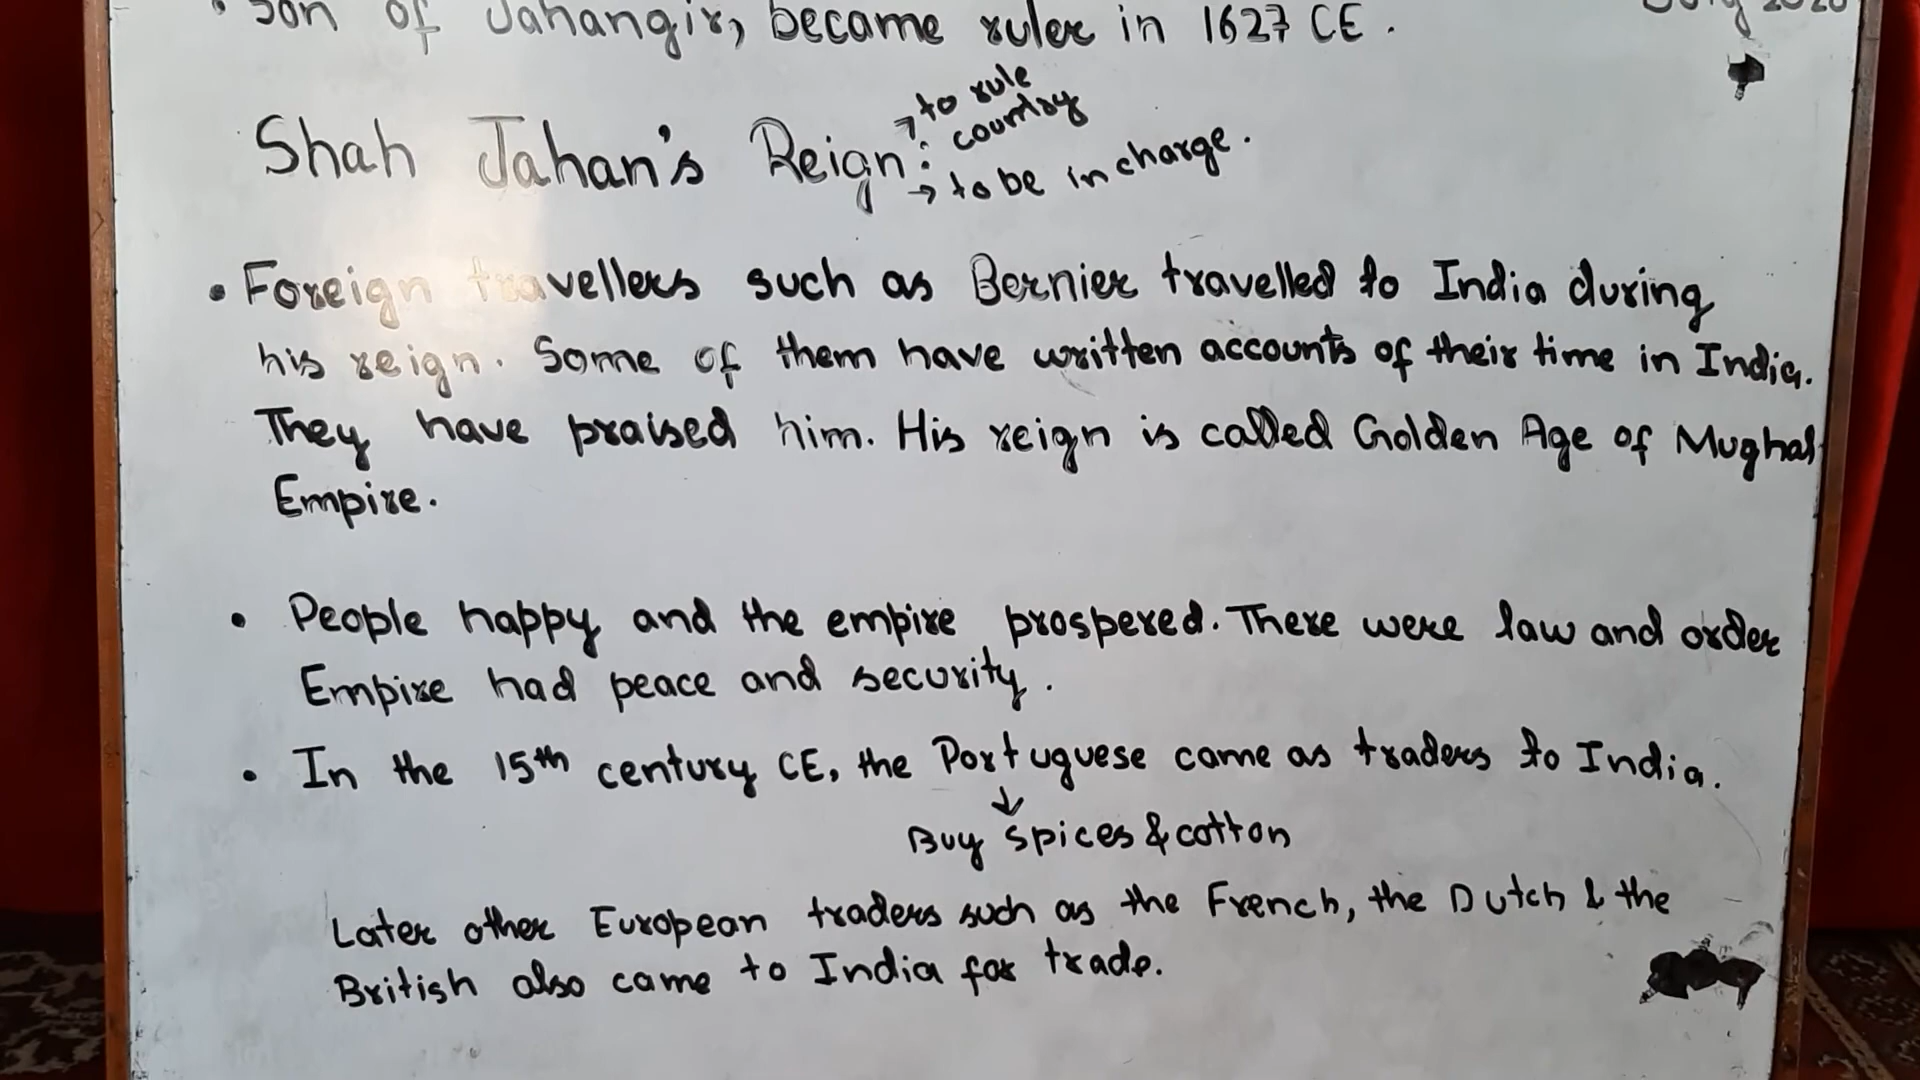 • Son of Jahangir, became ruler in 1627 CE.
July 2020
→ to rule
country
Shah Jahan's Reign:
→ to be in charge.
• Foreign travellers such as Bernier travelled to India during
his reign. Some of them have written accounts of their time in India.
They have praised him. His reign is called Golden Age of Mughal
Empire.
• People happy and the empire prospered. There were law and order
Empire had peace and security.
• In the 15th century CE, the Portuguese came as traders to India.
↓
Buy spices & cotton
Later other European traders such as the French, the Dutch & the
British also came to India for trade.